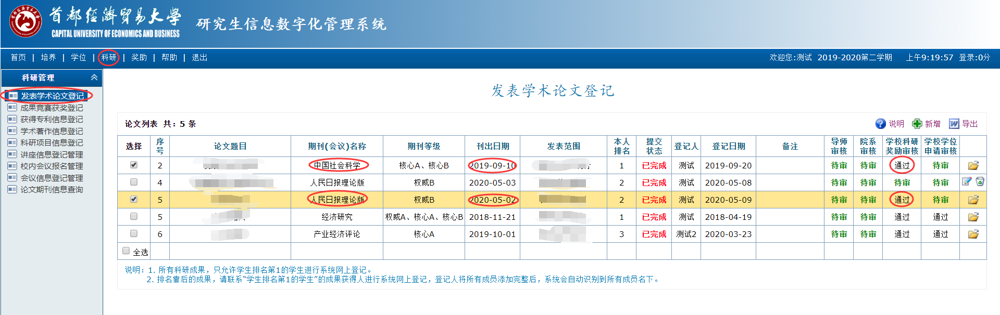 首都經濟貿易大學
CAPITAL UNIVERSITY OF ECONOMICS AND BUSINESS
研究生信息数字化管理系统
首页 | 培养 | 学位 | 科研 | 奖助 | 帮助 | 退出
欢迎您:测试 2019-2020第二学期 上午9:19:57 登录:0分
科研管理
发表学术论文登记
成果竞赛获奖登记
获得专利信息登记
学术著作信息登记
科研项目信息登记
讲座信息登记管理
校内会议报名管理
会议信息登记管理
论文期刊信息查询
发表学术论文登记
论文列表 共: 5 条
说明 新增 导出
选择 序号 论文题目 期刊(会议)名称 期刊等级 刊出日期 发表范围 本人排名 提交状态 登记人 登记日期 备注 导师审核 院系审核 学校科研奖励审核 学校学位申请审核
2 中国社会科学 核心A、核心B 2019-09-10 1 已完成 测试 2019-09-20 待审 待审 通过 待审
4 人民日报理论版 权威B 2020-05-03 2 已完成 测试 2020-05-08 待审 待审 待审 待审
5 人民日报理论版 权威B 2020-05-02 2 已完成 测试 2020-05-09 待审 待审 通过 待审
5 经济研究 权威A、核心A、核心B 2018-11-21 1 已完成 测试 2018-04-19 待审 待审 通过 通过
6 产业经济评论 核心A 2019-10-01 3 已完成 测试2 2020-03-23 待审 待审 通过 通过
全选
说明: 1. 所有科研成果，只允许学生排名第1的学生进行系统网上登记。
2. 排名靠后的成果，请联系“学生排名第1的学生”的成果获得人进行系统网上登记，登记人将所有成员添加完整后，系统会自动识别到所有成员名下。